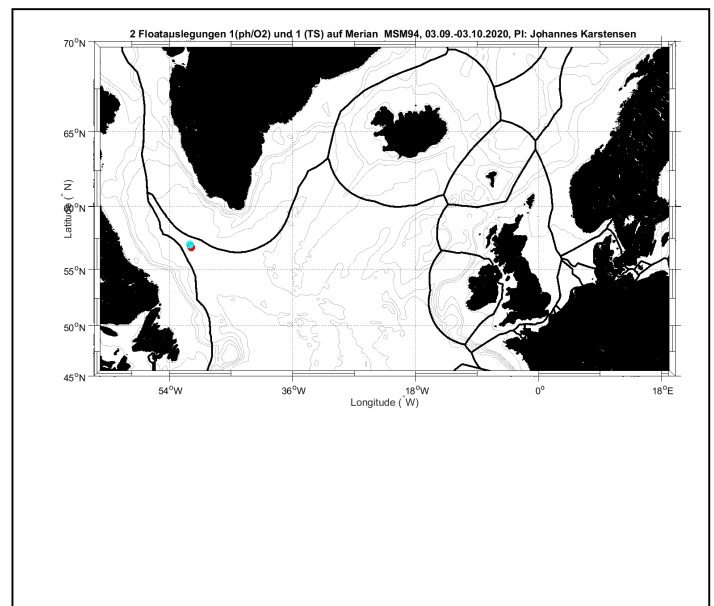 2 Floatauslegungen 1(ph/O2) und 1 (TS) auf Merian MSM94, 03.09.-03.10.2020, PI: Johannes Karstensen
70°N
65°N
60°N
55°N
50°N
45°N
Latitude (°N)
54°W
36°W
18°W
0°
18°E
Longitude (°W)